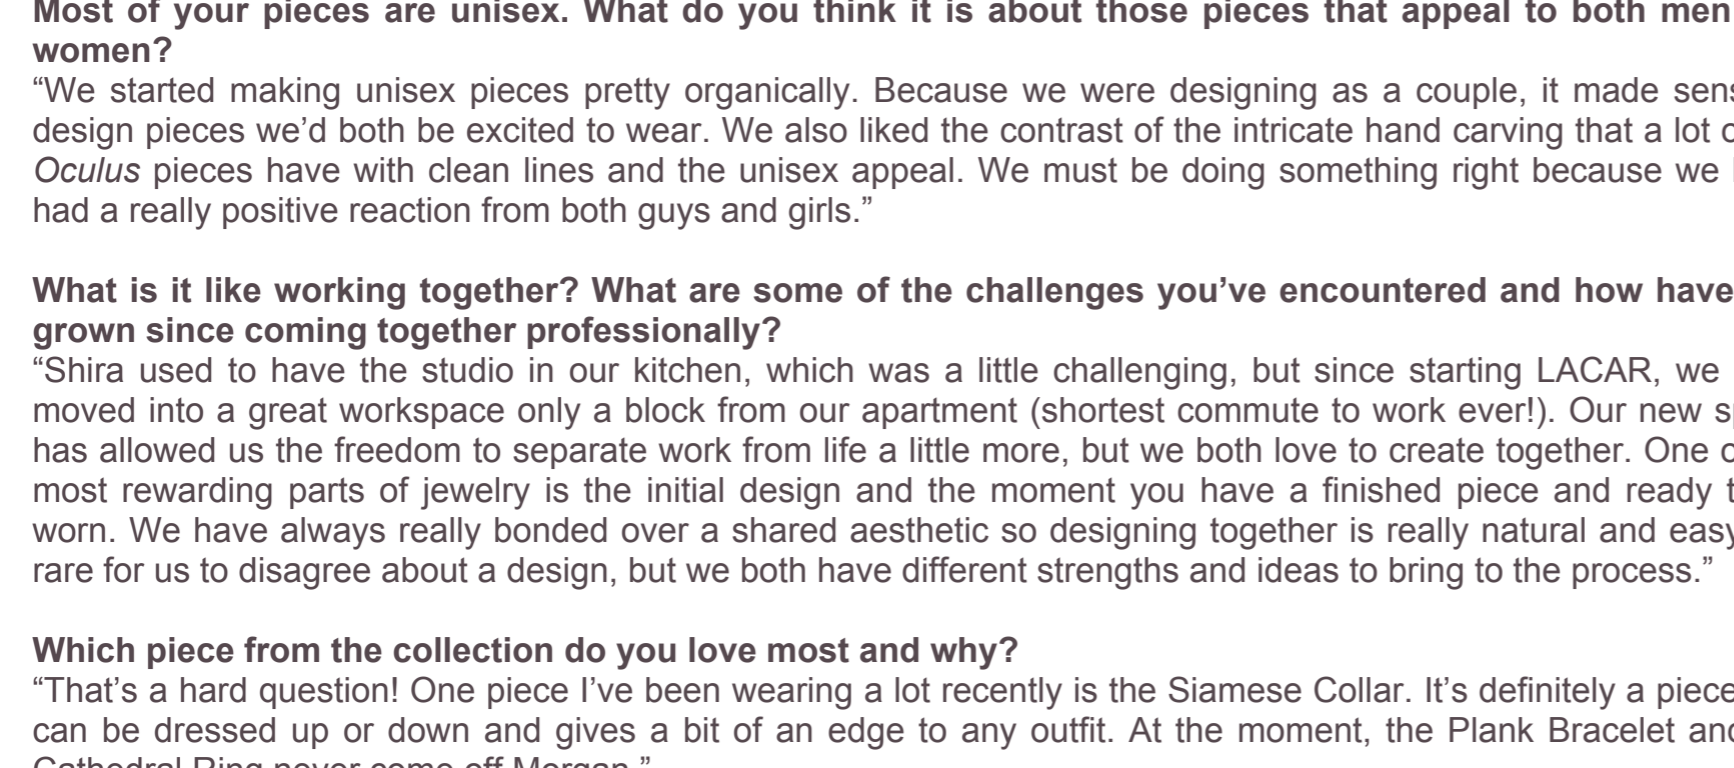 Most of your pieces are unisex. What do you think it is about those pieces that appeal to both men
women?
“We started making unisex pieces pretty organically. Because we were designing as a couple, it made sens
design pieces we’d both be excited to wear. We also liked the contrast of the intricate hand carving that a lot
Oculus pieces have with clean lines and the unisex appeal. We must be doing something right because we
had a really positive reaction from both guys and girls.”
What is it like working together? What are some of the challenges you’ve encountered and how have
grown since coming together professionally?
“Shira used to have the studio in our kitchen, which was a little challenging, but since starting LACAR, we
moved into a great workspace only a block from our apartment (shortest commute to work ever!). Our new
has allowed us the freedom to separate work from life a little more, but we both love to create together. One
most rewarding parts of jewelry is the initial design and the moment you have a finished piece and ready
worn. We have always really bonded over a shared aesthetic so designing together is really natural and easy
rare for us to disagree about a design, but we both have different strengths and ideas to bring to the process.”
Which piece from the collection do you love most and why?
“That’s a hard question! One piece I’ve been wearing a lot recently is the Siamese Collar. It’s definitely a piece
can be dressed up or down and gives a bit of an edge to any outfit. At the moment, the Plank Bracelet and
Cathedral Ring never come off Morgan.”